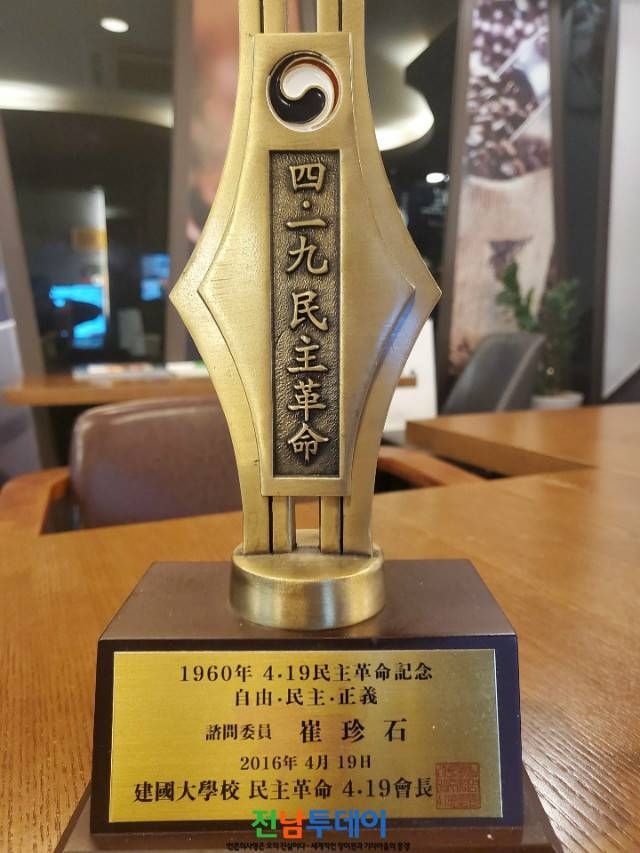 四·一九 民主革命
1960年 4·19民主革命記念
自由·民主·正義
諮問委員 崔珍石
2016年 4月 19日
建國大學校 民主革命 4·19會長
전남투데이